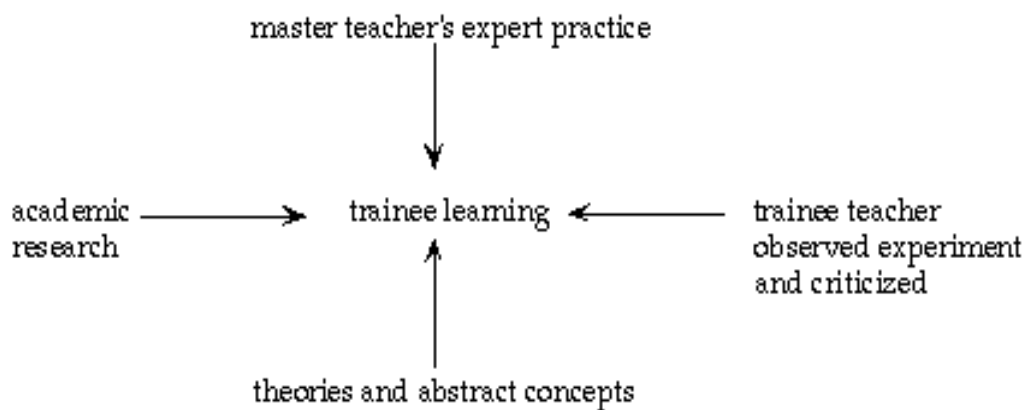 master teacher's expert practice
academic
research
trainee learning
trainee teacher
observed experiment
and criticized
theories and abstract concepts